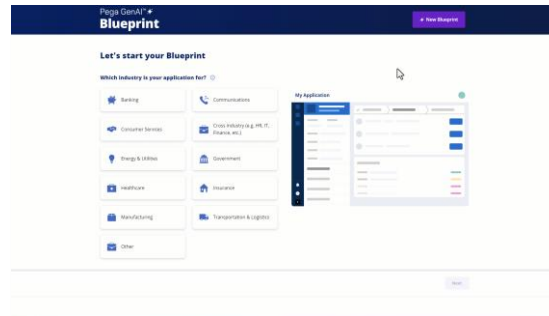 Pega GenAI™
Blueprint
New Blueprint
Let's start your Blueprint
Which industry is your application for?
Banking
Communications
Consumer Services
Cross Industry (e.g. HR, IT,
Finance, etc.)
Energy & Utilities
Government
Healthcare
Insurance
Manufacturing
Transportation & Logistics
Other
My Application
Next